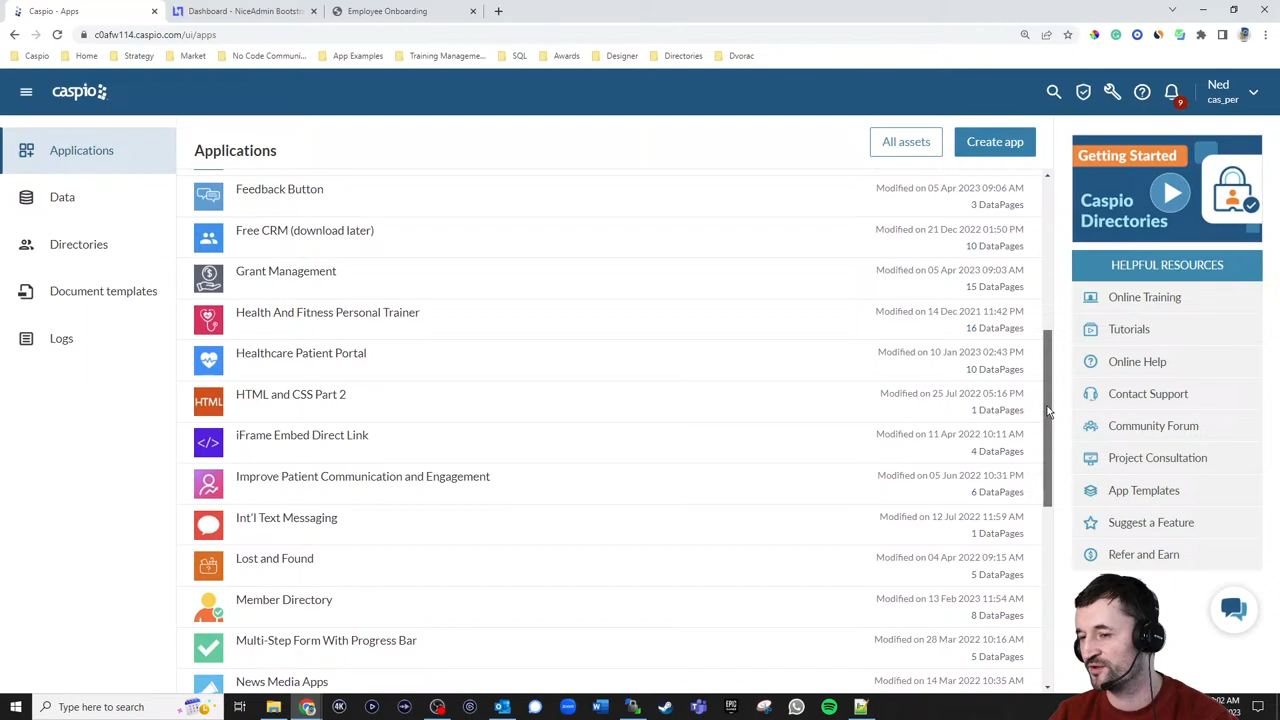 Caspio - Apps
Dashboard - NiceAdmin Bootstr
Employee Onboarding
c0afw114.caspio.com/ui/apps
Caspio
Home
Strategy
Market
No Code Communi...
App Examples
Training Manageme...
SQL
Awards
Designer
Directories
Dvorac
caspio
9
Ned
cas_per
Applications
Data
Directories
Document templates
Logs
Applications
All assets
Create app
Feedback Button
Modified on 05 Apr 2023 09:06 AM
3 DataPages
Free CRM (download later)
Modified on 21 Dec 2022 01:50 PM
10 DataPages
Grant Management
Modified on 05 Apr 2023 09:03 AM
15 DataPages
Health And Fitness Personal Trainer
Modified on 14 Dec 2021 11:42 PM
16 DataPages
Healthcare Patient Portal
Modified on 10 Jan 2023 02:43 PM
10 DataPages
HTML
HTML and CSS Part 2
Modified on 25 Jul 2022 05:16 PM
1 DataPages
</>
iFrame Embed Direct Link
Modified on 11 Apr 2022 10:11 AM
4 DataPages
Improve Patient Communication and Engagement
Modified on 05 Jun 2022 10:31 PM
6 DataPages
Int'l Text Messaging
Modified on 12 Jul 2022 11:59 AM
1 DataPages
Lost and Found
Modified on 04 Apr 2022 09:15 AM
5 DataPages
Member Directory
Modified on 13 Feb 2023 11:54 AM
8 DataPages
Multi-Step Form With Progress Bar
Modified on 28 Mar 2022 10:16 AM
5 DataPages
News Media Apps
Modified on 14 Mar 2022 10:35 AM
Getting Started
Caspio
Directories
HELPFUL RESOURCES
Online Training
Tutorials
Online Help
Contact Support
Community Forum
Project Consultation
App Templates
Suggest a Feature
Refer and Earn
Type here to search
4K
EPIC
:02 AM
2023